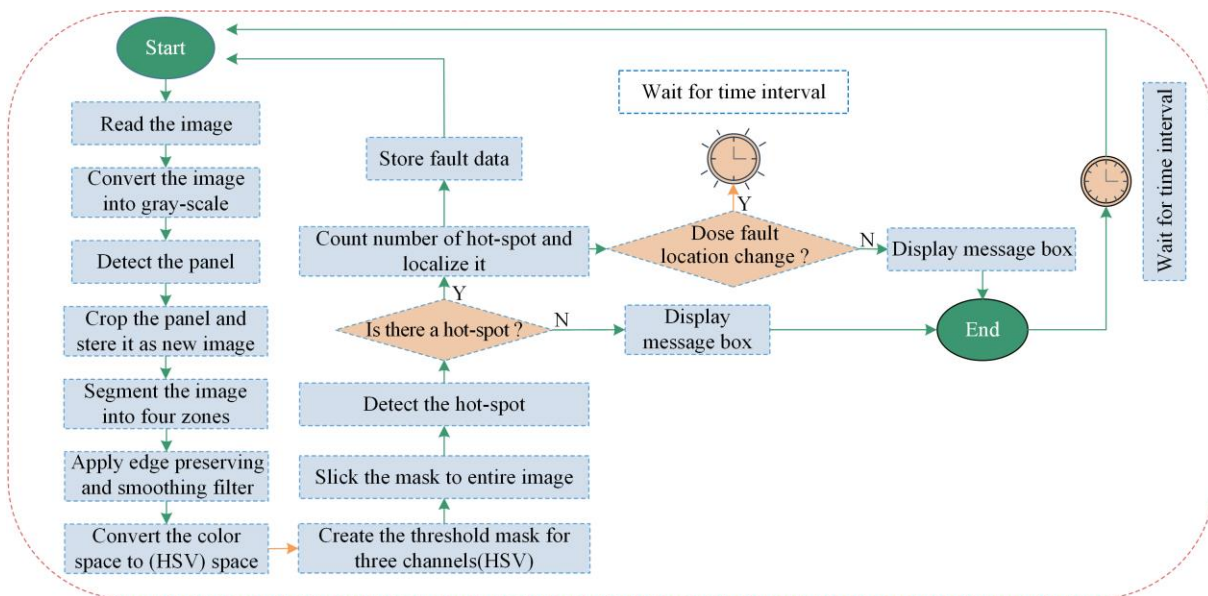 Start
Read the image
Convert the image
into gray-scale
Detect the panel
Crop the panel and
stere it as new image
Segment the image
into four zones
Apply edge preserving
and smoothing filter
Convert the color
space to (HSV) space
Create the threshold mask for
three channels(HSV)
Slick the mask to entire image
Detect the hot-spot
Is there a hot-spot ?
Y
N
Count number of hot-spot and
localize it
Store fault data
Dose fault
location change ?
Y
N
Wait for time interval
Display message box
Display
message box
End
Wait for time interval